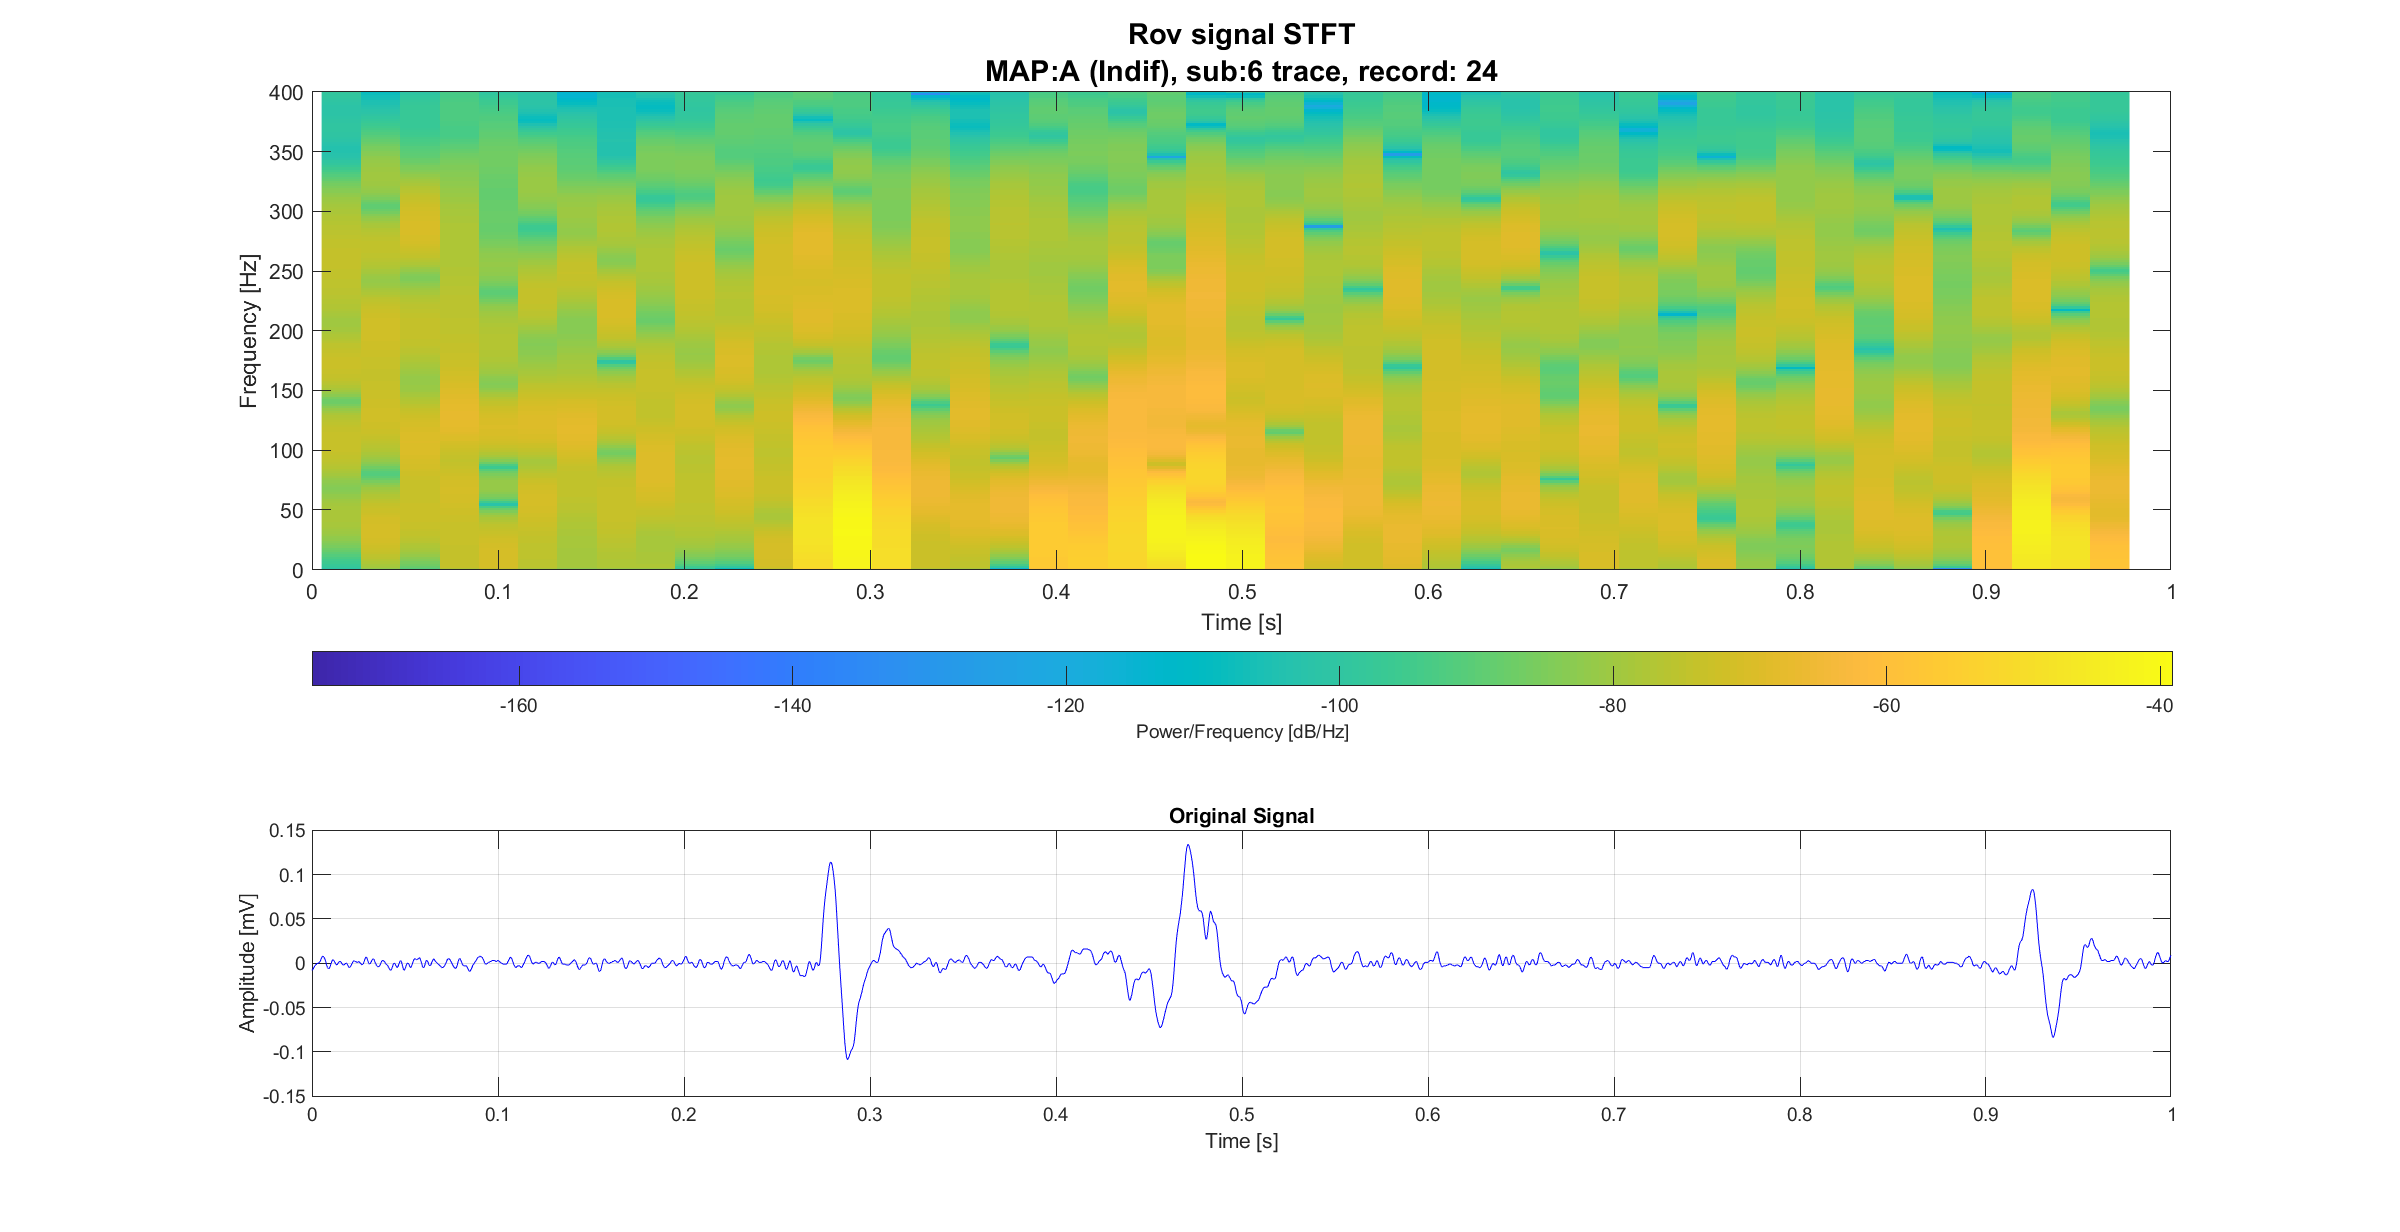 Rov signal STFT
MAP:A (Indif), sub:6 trace, record: 24
400
350
300
250
200
150
100
50
0
Frequency [Hz]
0 0.1 0.2 0.3 0.4 0.5 0.6 0.7 0.8 0.9 1
Time [s]
-160 -140 -120 -100 -80 -60 -40
Power/Frequency [dB/Hz]
Original Signal
0.15
0.1
0.05
0
-0.05
-0.1
-0.15
Amplitude [mV]
0 0.1 0.2 0.3 0.4 0.5 0.6 0.7 0.8 0.9 1
Time [s]